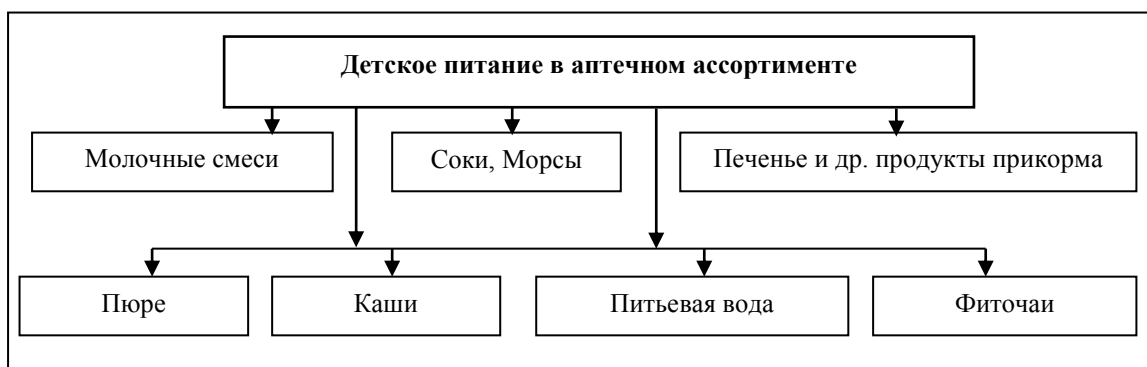 Детское питание в аптечном ассортименте
Молочные смеси
Соки, Морсы
Печенье и др. продукты прикорма
Пюре
Каши
Питьевая вода
Фиточаи